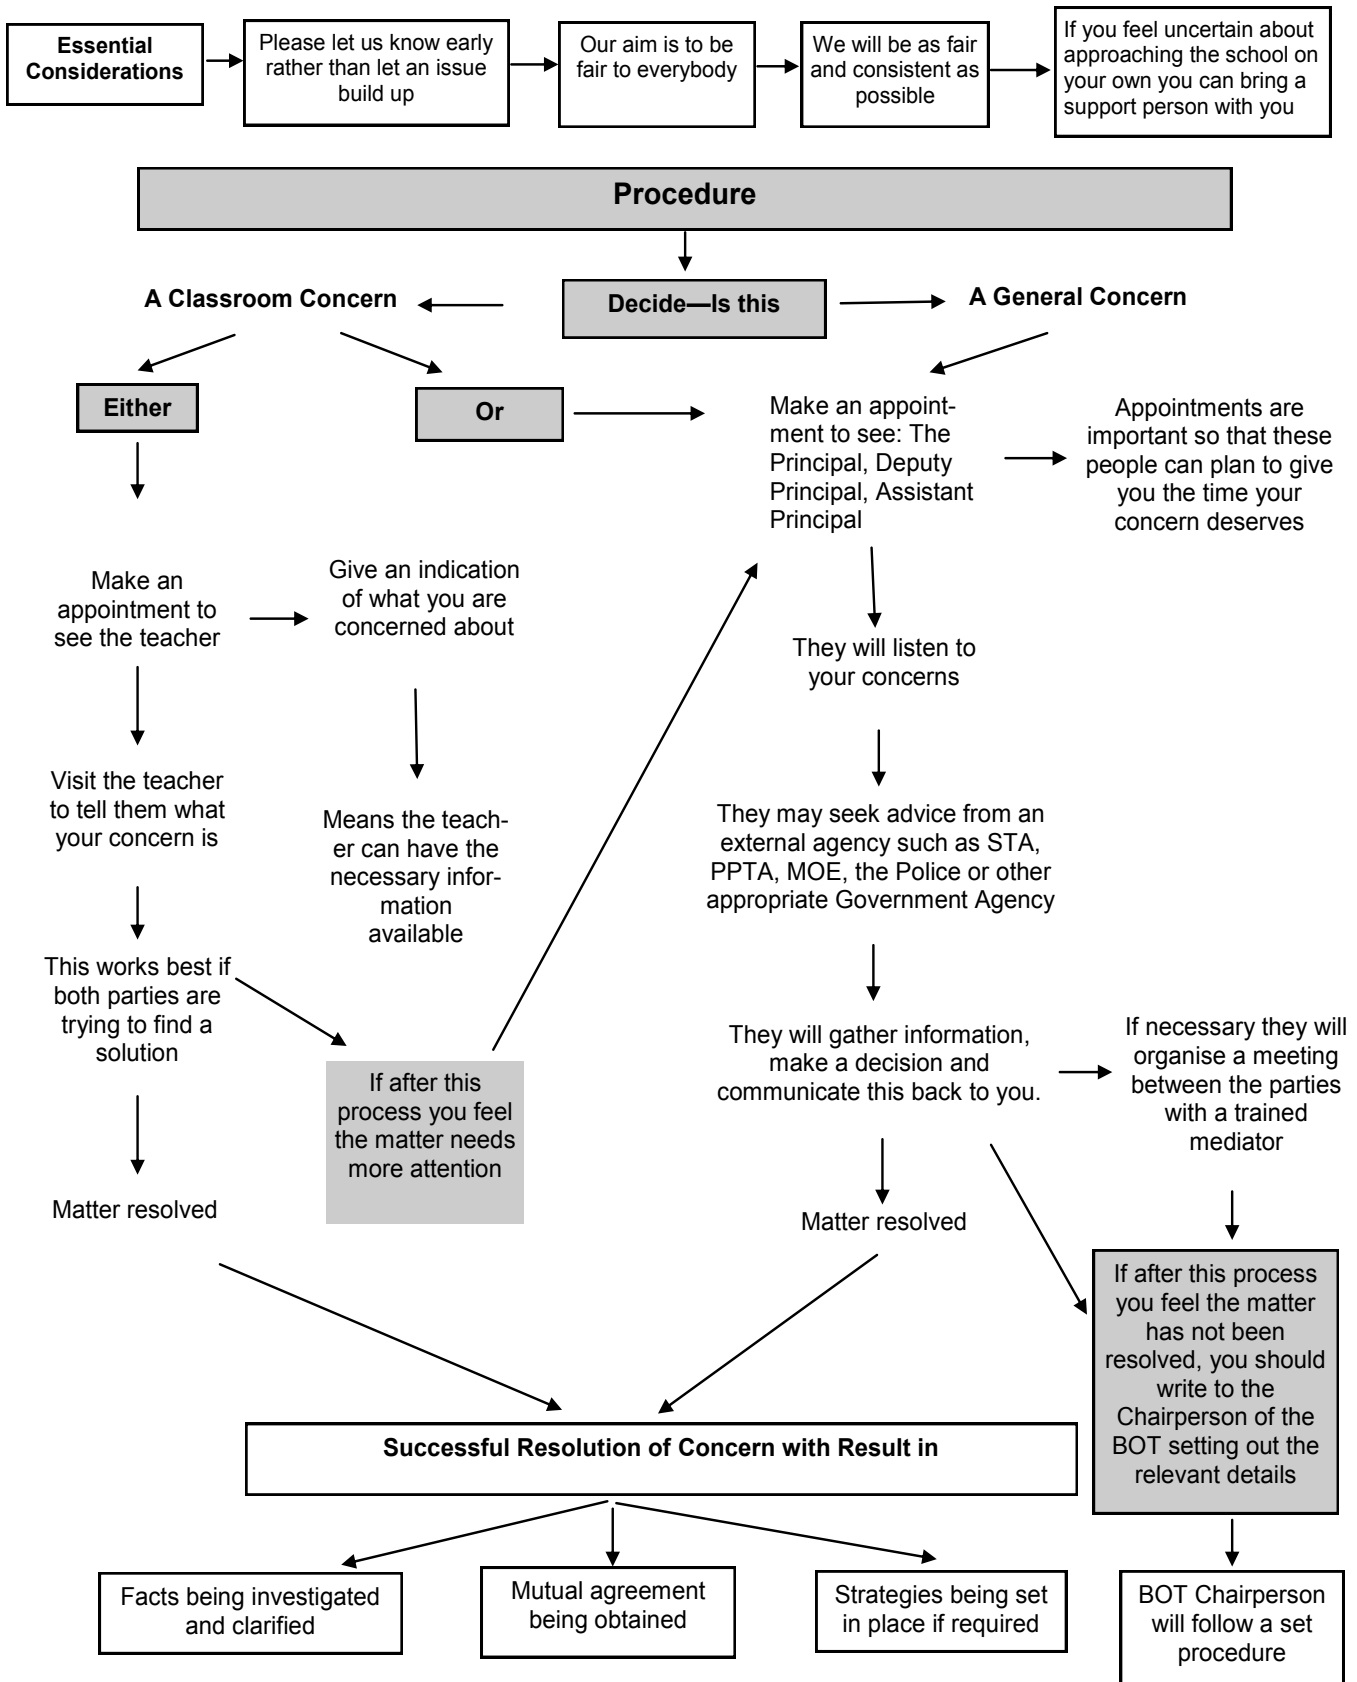 Essential
Considerations
Please let us know early
rather than let an issue
build up
Our aim is to be
fair to everybody
We will be as fair
and consistent as
possible
If you feel uncertain about
approaching the school on
your own you can bring a
support person with you
Procedure
A Classroom Concern
Decide—Is this
A General Concern
Either
Or
Make an appoint-
ment to see: The
Principal, Deputy
Principal, Assistant
Principal
Appointments are
important so that these
people can plan to give
you the time your
concern deserves
Make an
appointment to
see the teacher
Give an indication
of what you are
concerned about
They will listen to
your concerns
Visit the teacher
to tell them what
your concern is
Means the teach-
er can have the
necessary infor-
mation
available
They may seek advice from an
external agency such as STA,
PPTA, MOE, the Police or other
appropriate Government Agency
This works best if
both parties are
trying to find a
solution
If after this
process you feel
the matter needs
more attention
They will gather information,
make a decision and
communicate this back to you.
If necessary they will
organise a meeting
between the parties
with a trained
mediator
Matter resolved
Matter resolved
If after this process
you feel the matter
has not been
resolved, you should
write to the
Chairperson of the
BOT setting out the
relevant details
Successful Resolution of Concern with Result in
Facts being investigated
and clarified
Mutual agreement
being obtained
Strategies being set
in place if required
BOT Chairperson
will follow a set
procedure